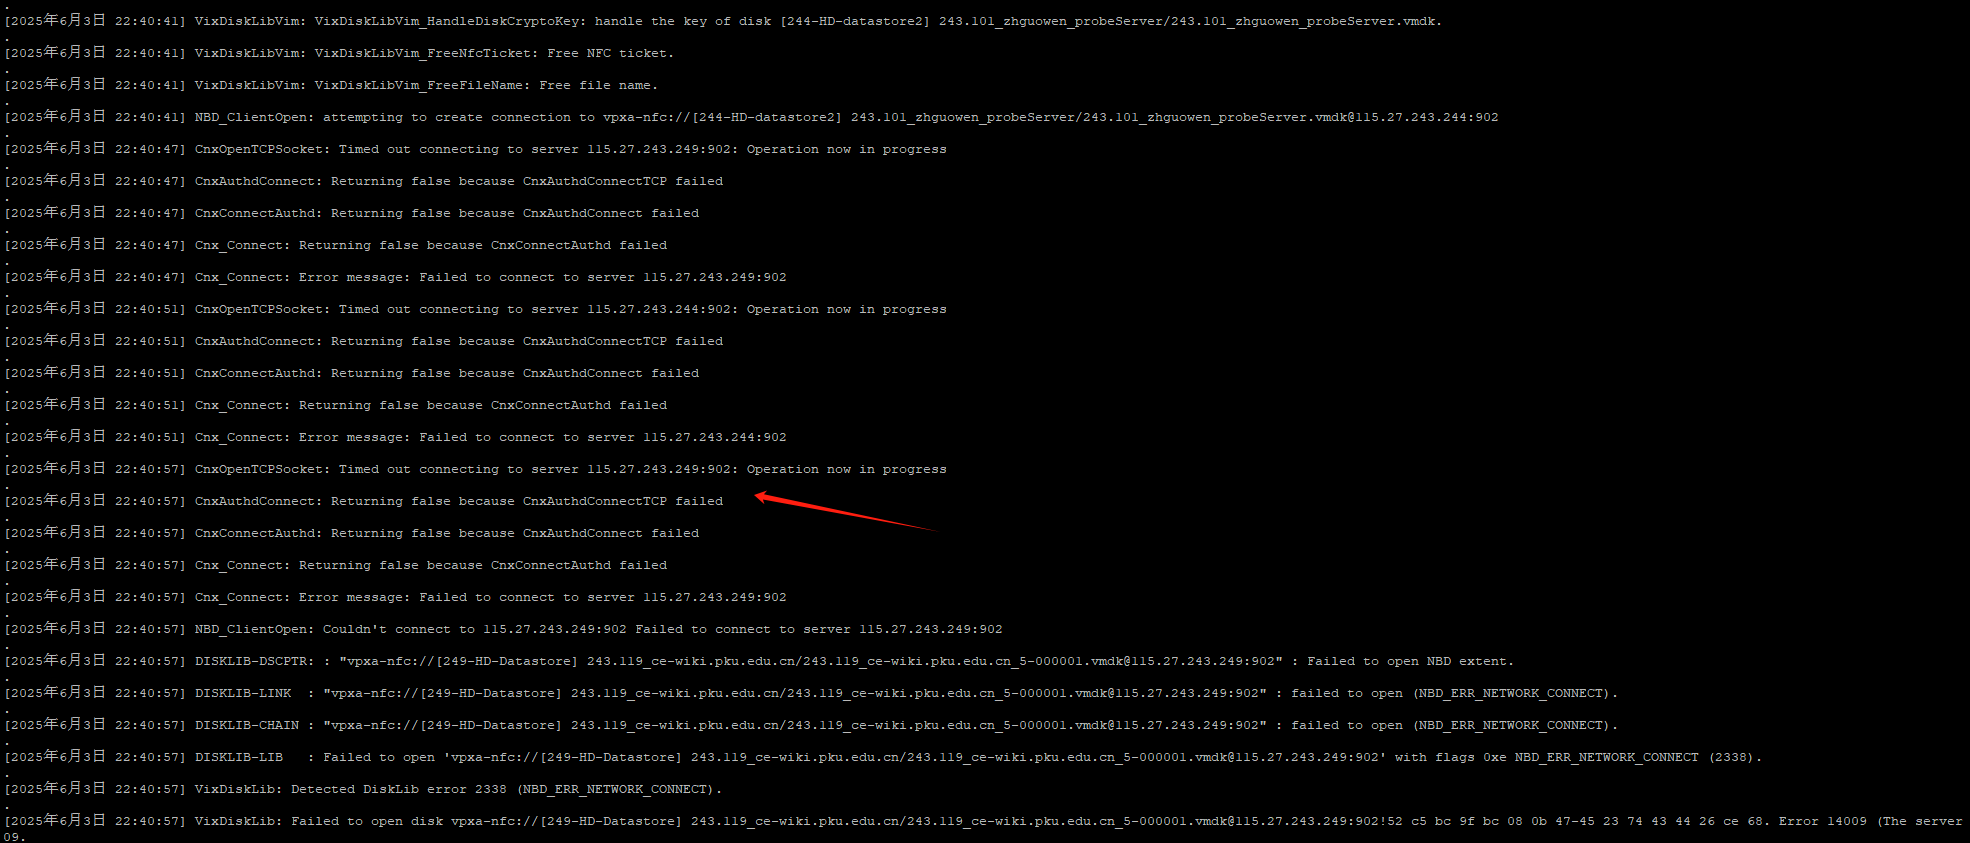 .
[2025年6月3日 22:40:41] VixDiskLibVim: VixDiskLibVim_HandleDiskCryptoKey: handle the key of disk [244-HD-datastore2] 243.101_zhguowen_probeServer/243.101_zhguowen_probeServer.vmdk.
.
[2025年6月3日 22:40:41] VixDiskLibVim: VixDiskLibVim_FreeNfcTicket: Free NFC ticket.
.
[2025年6月3日 22:40:41] VixDiskLibVim: VixDiskLibVim_FreeFileName: Free file name.
.
[2025年6月3日 22:40:41] NBD_ClientOpen: attempting to create connection to vpxa-nfc://[244-HD-datastore2] 243.101_zhguowen_probeServer/243.101_zhguowen_probeServer.vmdk@115.27.243.244:902
.
[2025年6月3日 22:40:47] CnxOpenTCPSocket: Timed out connecting to server 115.27.243.249:902: Operation now in progress
.
[2025年6月3日 22:40:47] CnxAuthdConnect: Returning false because CnxAuthdConnectTCP failed
.
[2025年6月3日 22:40:47] CnxConnectAuthd: Returning false because CnxAuthdConnect failed
.
[2025年6月3日 22:40:47] Cnx_Connect: Returning false because CnxConnectAuthd failed
.
[2025年6月3日 22:40:47] Cnx_Connect: Error message: Failed to connect to server 115.27.243.249:902
.
[2025年6月3日 22:40:51] CnxOpenTCPSocket: Timed out connecting to server 115.27.243.244:902: Operation now in progress
.
[2025年6月3日 22:40:51] CnxAuthdConnect: Returning false because CnxAuthdConnectTCP failed
.
[2025年6月3日 22:40:51] CnxConnectAuthd: Returning false because CnxAuthdConnect failed
.
[2025年6月3日 22:40:51] Cnx_Connect: Returning false because CnxConnectAuthd failed
.
[2025年6月3日 22:40:51] Cnx_Connect: Error message: Failed to connect to server 115.27.243.244:902
.
[2025年6月3日 22:40:57] CnxOpenTCPSocket: Timed out connecting to server 115.27.243.249:902: Operation now in progress
.
[2025年6月3日 22:40:57] CnxAuthdConnect: Returning false because CnxAuthdConnectTCP failed
.
[2025年6月3日 22:40:57] CnxConnectAuthd: Returning false because CnxAuthdConnect failed
.
[2025年6月3日 22:40:57] Cnx_Connect: Returning false because CnxConnectAuthd failed
.
[2025年6月3日 22:40:57] Cnx_Connect: Error message: Failed to connect to server 115.27.243.249:902
.
[2025年6月3日 22:40:57] NBD_ClientOpen: Couldn't connect to 115.27.243.249:902 Failed to connect to server 115.27.243.249:902
.
[2025年6月3日 22:40:57] DISKLIB-DSCPTR: : "vpxa-nfc://[249-HD-Datastore] 243.119_ce-wiki.pku.edu.cn/243.119_ce-wiki.pku.edu.cn_5-000001.vmdk@115.27.243.249:902" : Failed to open NBD extent.
.
[2025年6月3日 22:40:57] DISKLIB-LINK  : "vpxa-nfc://[249-HD-Datastore] 243.119_ce-wiki.pku.edu.cn/243.119_ce-wiki.pku.edu.cn_5-000001.vmdk@115.27.243.249:902" : failed to open (NBD_ERR_NETWORK_CONNECT).
.
[2025年6月3日 22:40:57] DISKLIB-CHAIN : "vpxa-nfc://[249-HD-Datastore] 243.119_ce-wiki.pku.edu.cn/243.119_ce-wiki.pku.edu.cn_5-000001.vmdk@115.27.243.249:902" : failed to open (NBD_ERR_NETWORK_CONNECT).
.
[2025年6月3日 22:40:57] DISKLIB-LIB   : Failed to open 'vpxa-nfc://[249-HD-Datastore] 243.119_ce-wiki.pku.edu.cn/243.119_ce-wiki.pku.edu.cn_5-000001.vmdk@115.27.243.249:902' with flags 0xe NBD_ERR_NETWORK_CONNECT (2338).
.
[2025年6月3日 22:40:57] VixDiskLib: Detected DiskLib error 2338 (NBD_ERR_NETWORK_CONNECT).
.
[2025年6月3日 22:40:57] VixDiskLib: Failed to open disk vpxa-nfc://[249-HD-Datastore] 243.119_ce-wiki.pku.edu.cn/243.119_ce-wiki.pku.edu.cn_5-000001.vmdk@115.27.243.249:902!52 c5 bc 9f bc 08 0b 47-45 23 74 43 44 26 ce 68. Error 14009 (The server
09.